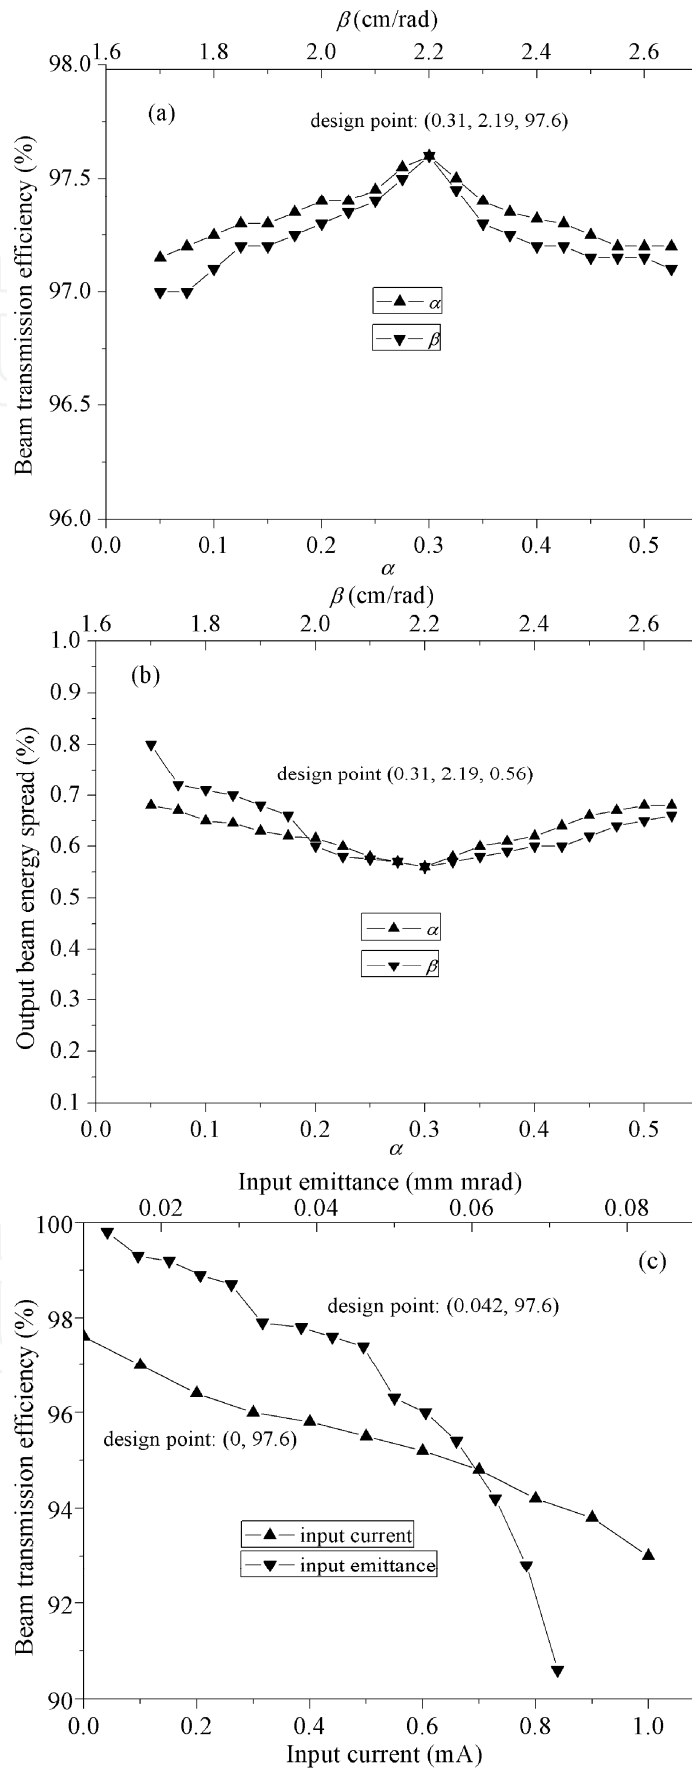 β (cm/rad)
1.6 1.8 2.0 2.2 2.4 2.6
98.0
(a)
design point: (0.31, 2.19, 97.6)
97.5
97.0
96.5
96.0
Beam transmission efficiency (%)
α
β
0.0 0.1 0.2 0.3 0.4 0.5
α
β (cm/rad)
1.6 1.8 2.0 2.2 2.4 2.6
1.0
(b)
0.9
0.8
design point (0.31, 2.19, 0.56)
0.7
0.6
0.5
0.4
0.3
0.2
0.1
Output beam energy spread (%)
α
β
0.0 0.1 0.2 0.3 0.4 0.5
α
Input emittance (mm mrad)
0.02 0.04 0.06 0.08
100
(c)
design point: (0.042, 97.6)
98
96
design point: (0, 97.6)
94
92
90
Beam transmission efficiency (%)
input current
input emittance
0.0 0.2 0.4 0.6 0.8 1.0
Input current (mA)